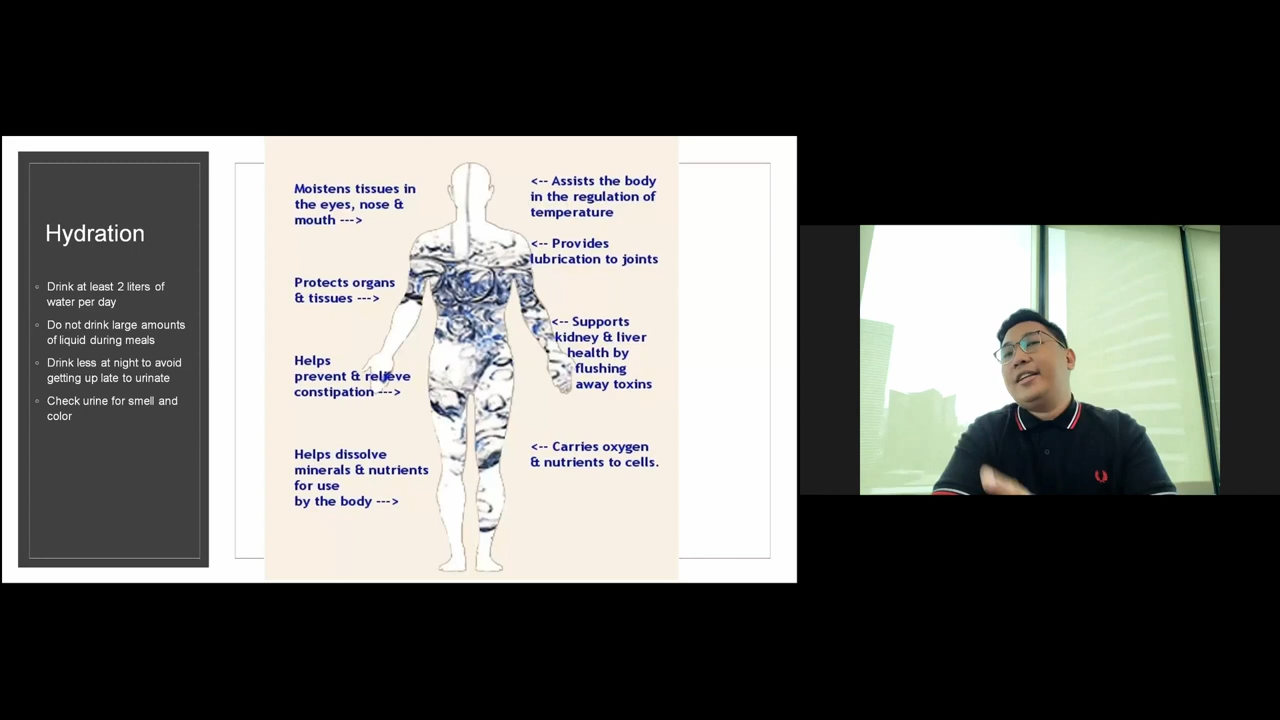 Hydration
◦ Drink at least 2 liters of
water per day
◦ Do not drink large amounts
of liquid during meals
◦ Drink less at night to avoid
getting up late to urinate
◦ Check urine for smell and
color
Moistens tissues in
the eyes, nose &
mouth --->
Protects organs
& tissues --->
Helps
prevent & relieve
constipation --->
Helps dissolve
minerals & nutrients
for use
by the body --->
<-- Assists the body
in the regulation of
temperature
<-- Provides
lubrication to joints
<-- Supports
kidney & liver
health by
flushing
away toxins
<-- Carries oxygen
& nutrients to cells.